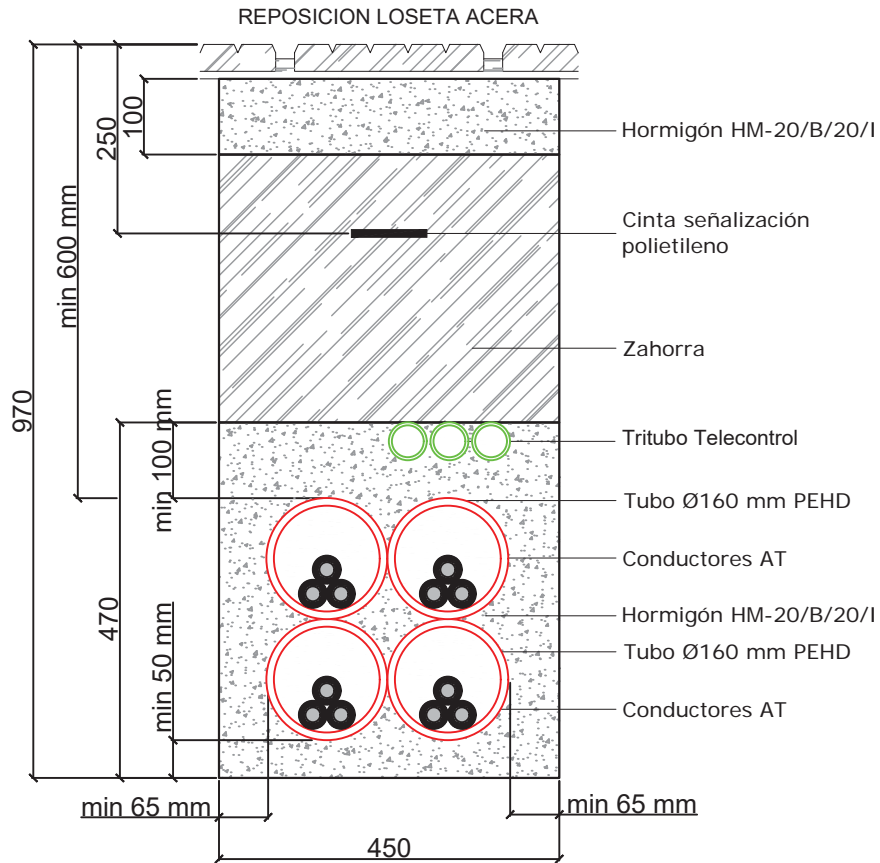 REPOSICION LOSETA ACERA
970
min 600 mm
250
100
Hormigón HM-20/B/20/I
Cinta señalización
polietileno
Zahorra
min 100 mm
470
Tritubo Telecontrol
Tubo Ø160 mm PEHD
Conductores AT
Hormigón HM-20/B/20/I
Tubo Ø160 mm PEHD
min 50 mm
Conductores AT
min 65 mm
min 65 mm
450